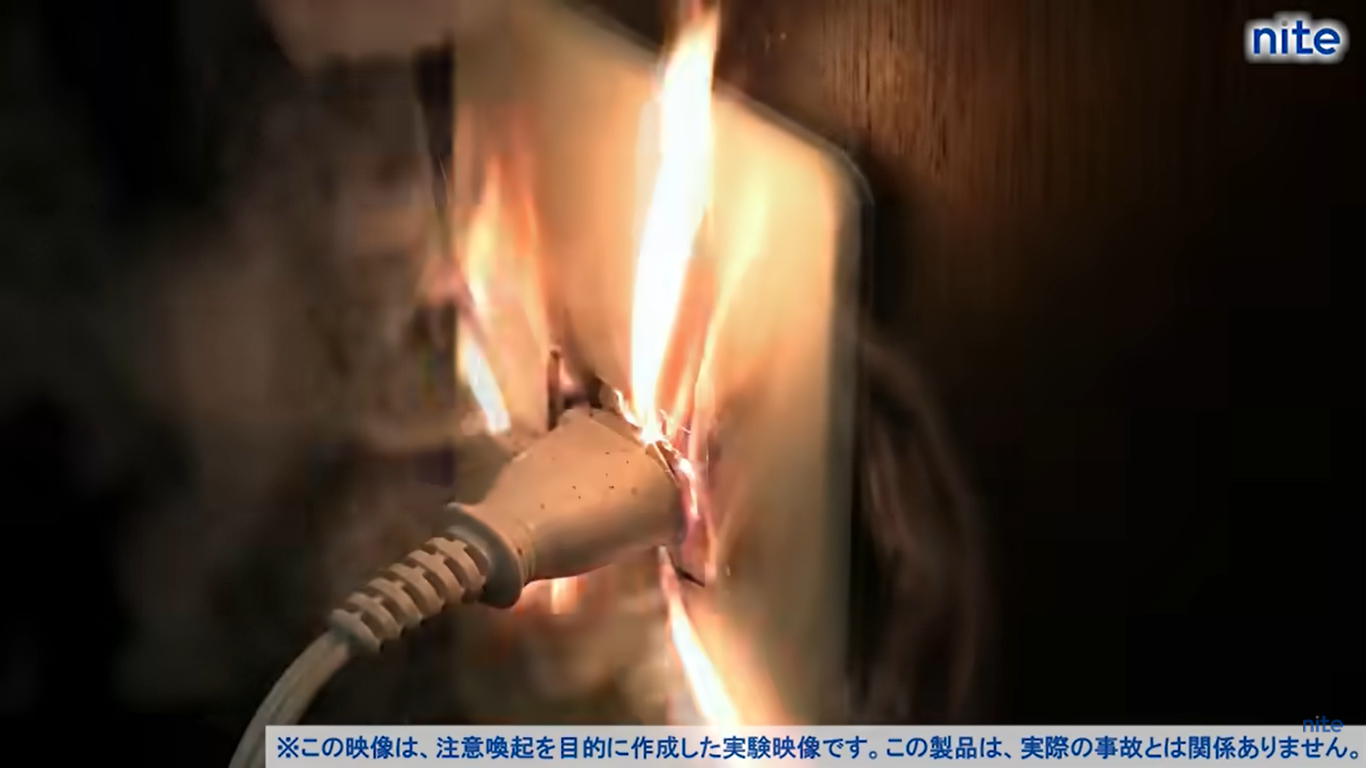 nite
nite
※この映像は、注意喚起を目的に作成した実験映像です。この製品は、実際の事故とは関係ありません。